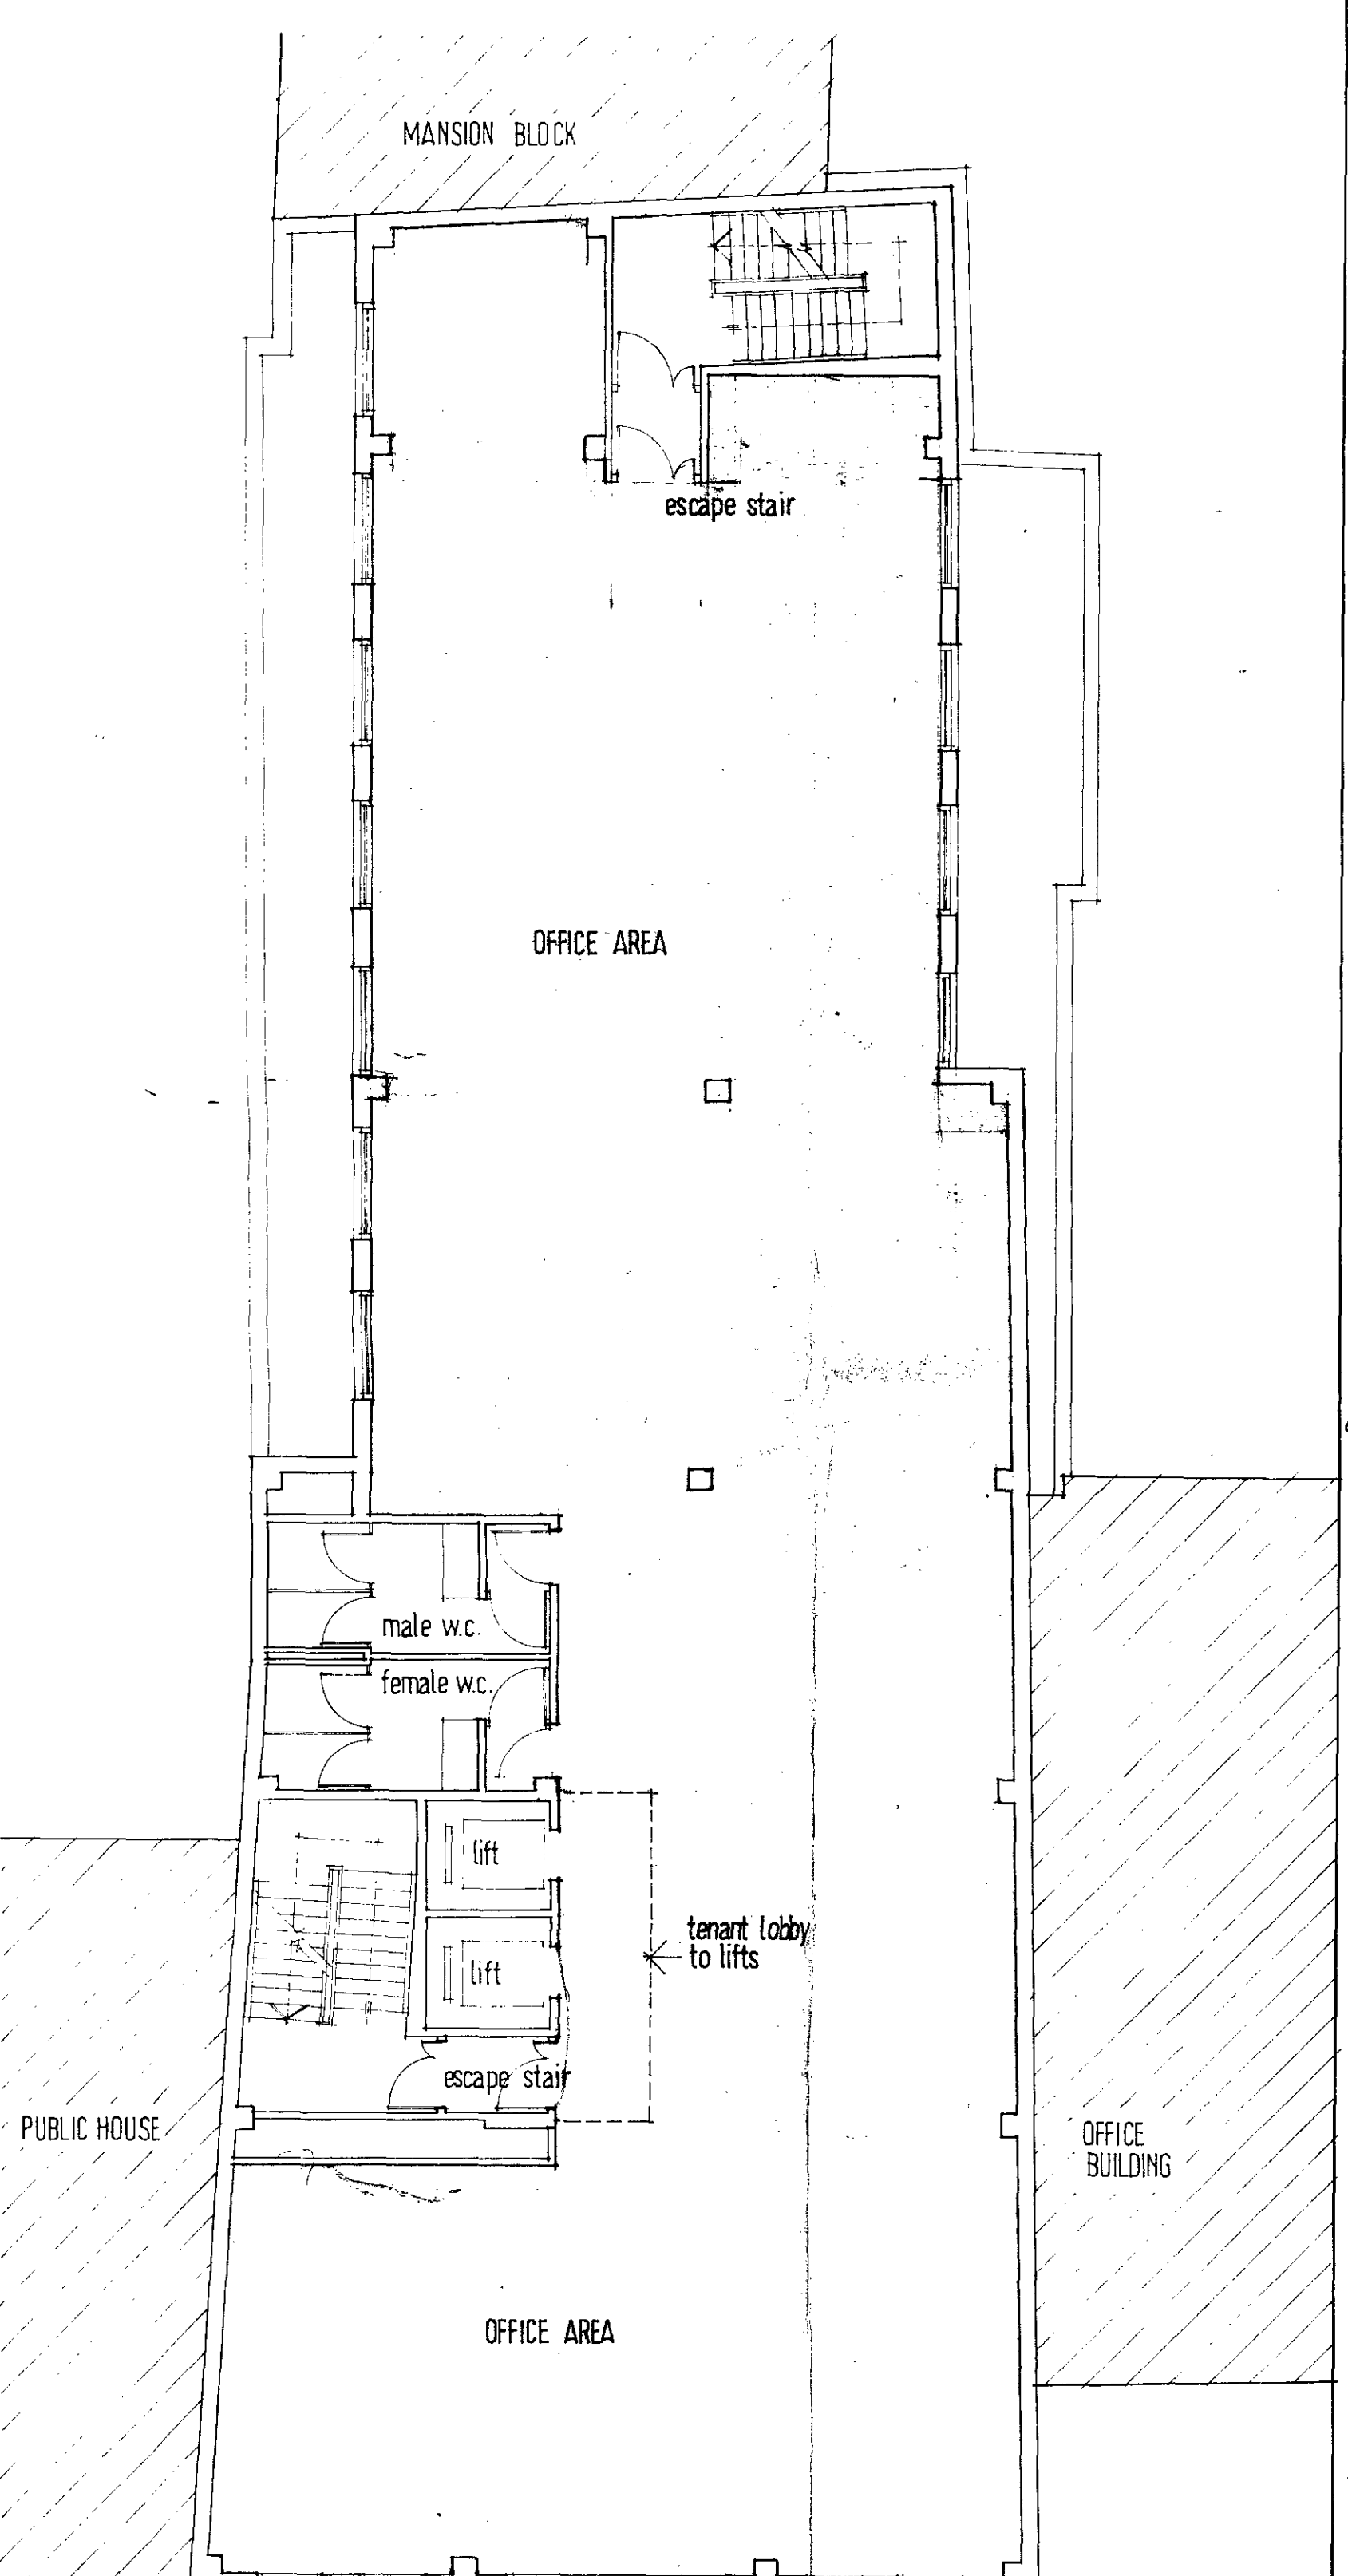 MANSION BLOCK
escape stair
OFFICE AREA
male w.c.
female w.c.
lift
tenant lobby
to lifts
lift
escape stair
PUBLIC HOUSE
OFFICE
BUILDING
OFFICE AREA